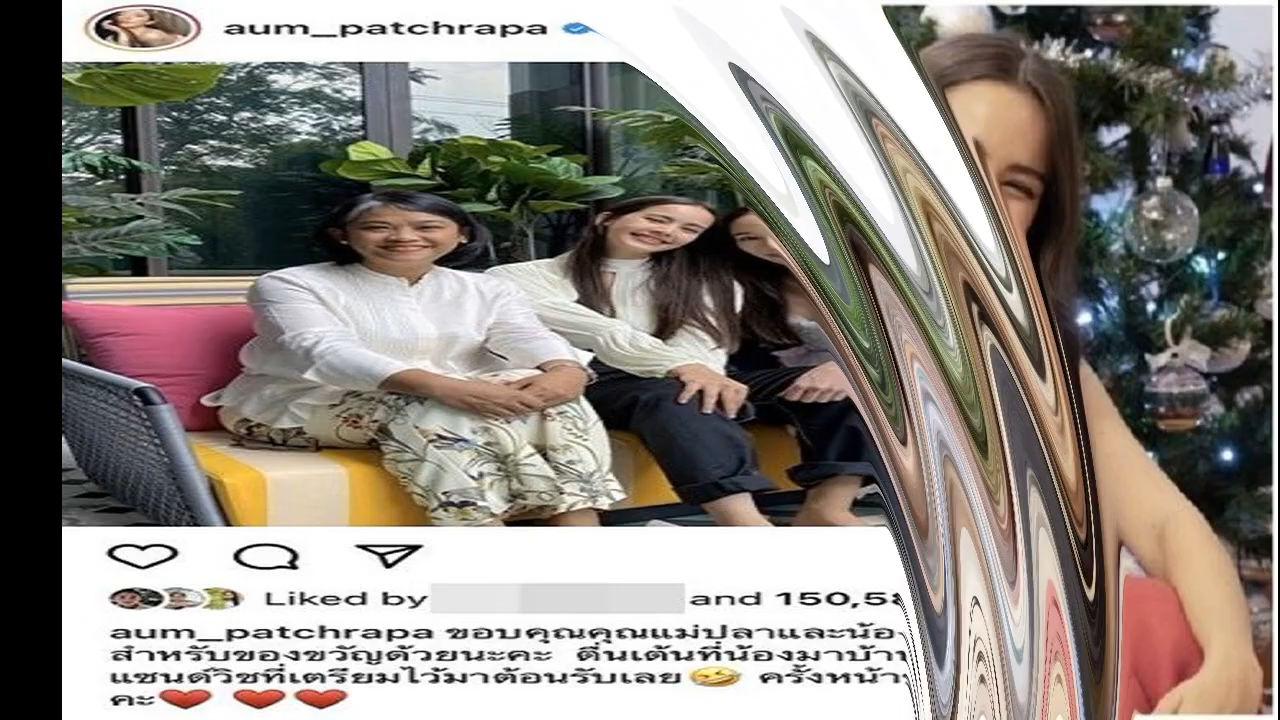 aum_patchrapa
Liked by and 150,5
aum_patchrapa ขอบคุณคุณแม่ปลาและน้อ
สำหรับของขวัญด้วยนะคะ ตื่นเต้นที่น้องมาบ้าน
แซนด์วิชที่เตรียมไว้มาต้อนรับเลย🤣 ครั้งหน้า
คะ❤️ ❤️ ❤️